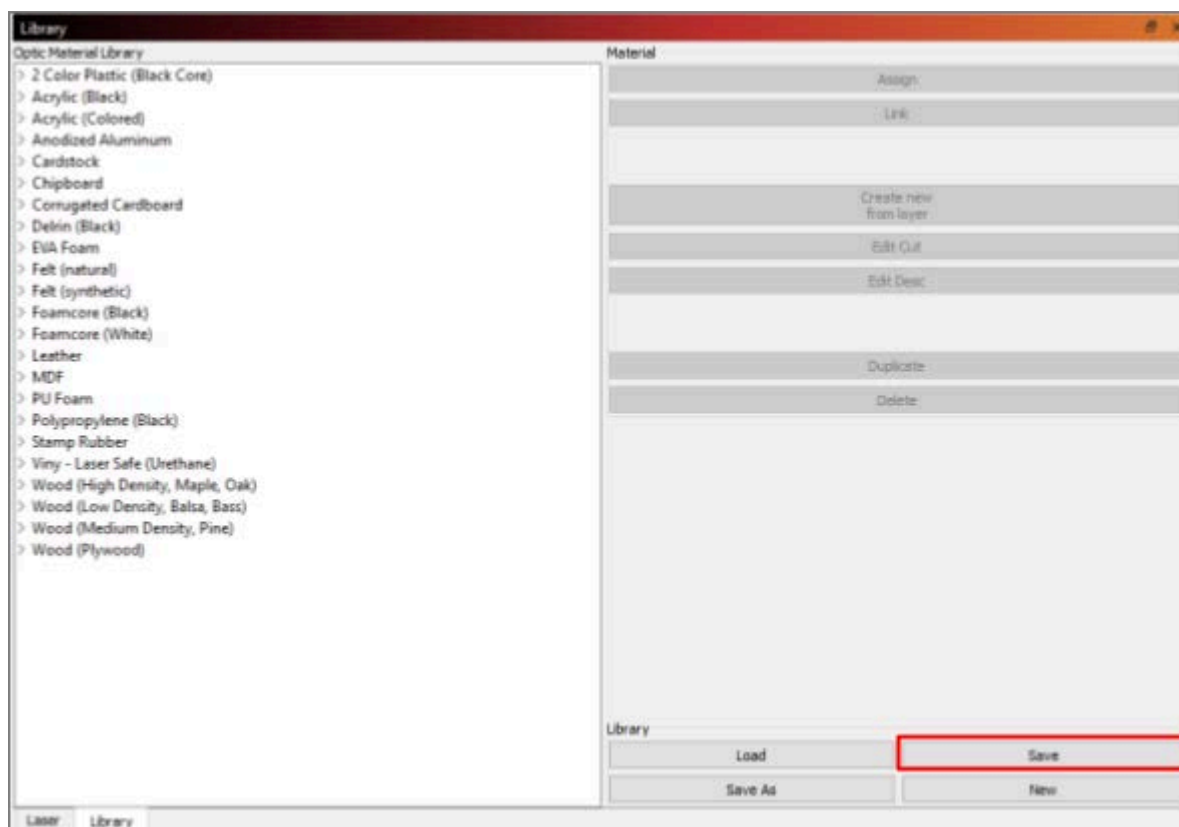 Library
Optic Material Library
2 Color Plastic (Black Core)
Acrylic (Black)
Acrylic (Colored)
Anodized Aluminum
Cardstock
Chipboard
Corrugated Cardboard
Delrin (Black)
EVA Foam
Felt (natural)
Felt (synthetic)
Foamcore (Black)
Foamcore (White)
Leather
MDF
PU Foam
Polypropylene (Black)
Stamp Rubber
Viny - Laser Safe (Urethane)
Wood (High Density, Maple, Oak)
Wood (Low Density, Balsa, Bass)
Wood (Medium Density, Pine)
Wood (Plywood)
Material
Assign
Link
Create new
from layer
Edit Cut
Edit Desc
Duplicate
Delete
Library
Load
Save
Save As
New
Laser
Library